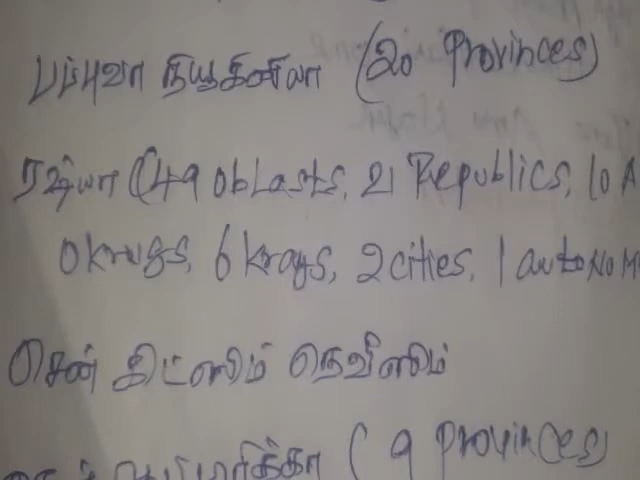 பப்புவா நியூகினியா (20 Provinces)
ரஷ்யா (49 oblasts, 21 Republics, 10 A
Okrugs, 6 krays, 2 cities, 1 autonom
செண் கிட்ஸிம் நெவீஸிம்
( 9 Provinces)